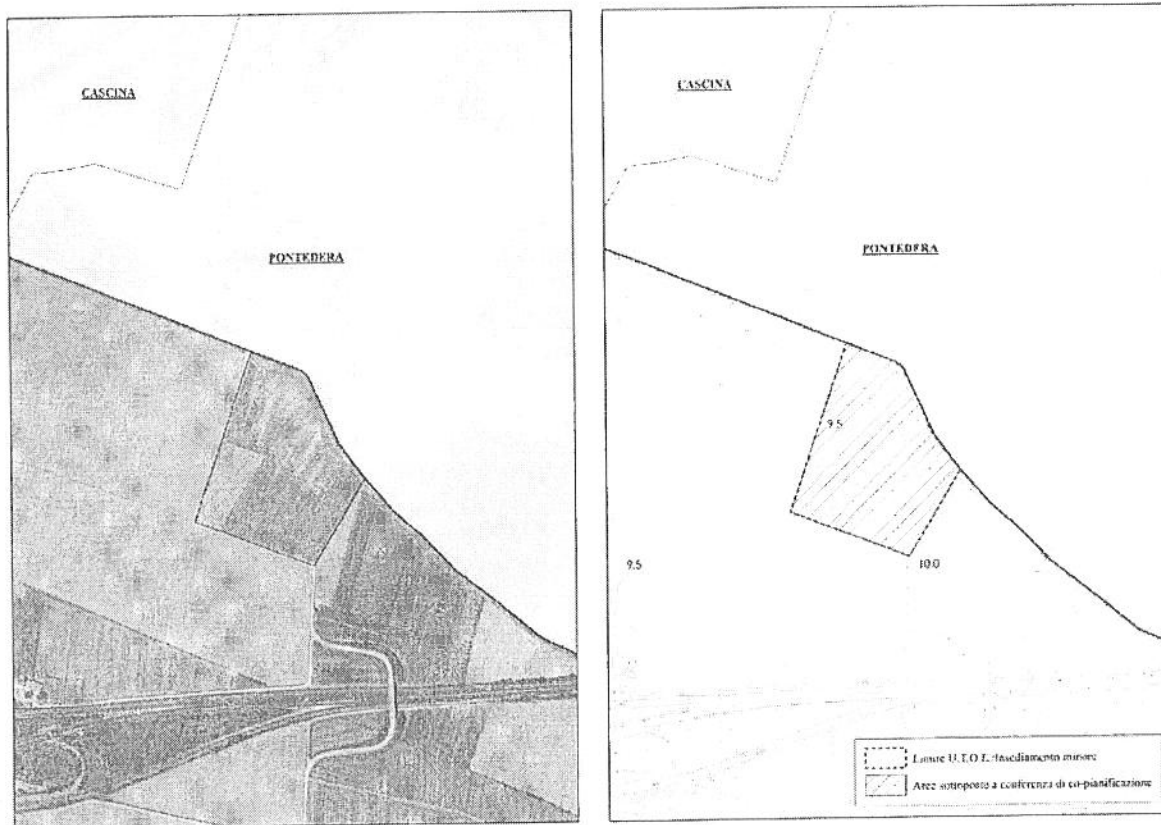 CASCINA
PONTEDERA
CASCINA
PONTEDERA
9.5
9.5
10.0
Limite U.T.O.E./Insediamento minore
Aree sottoposte a conferenza di co-pianificazione